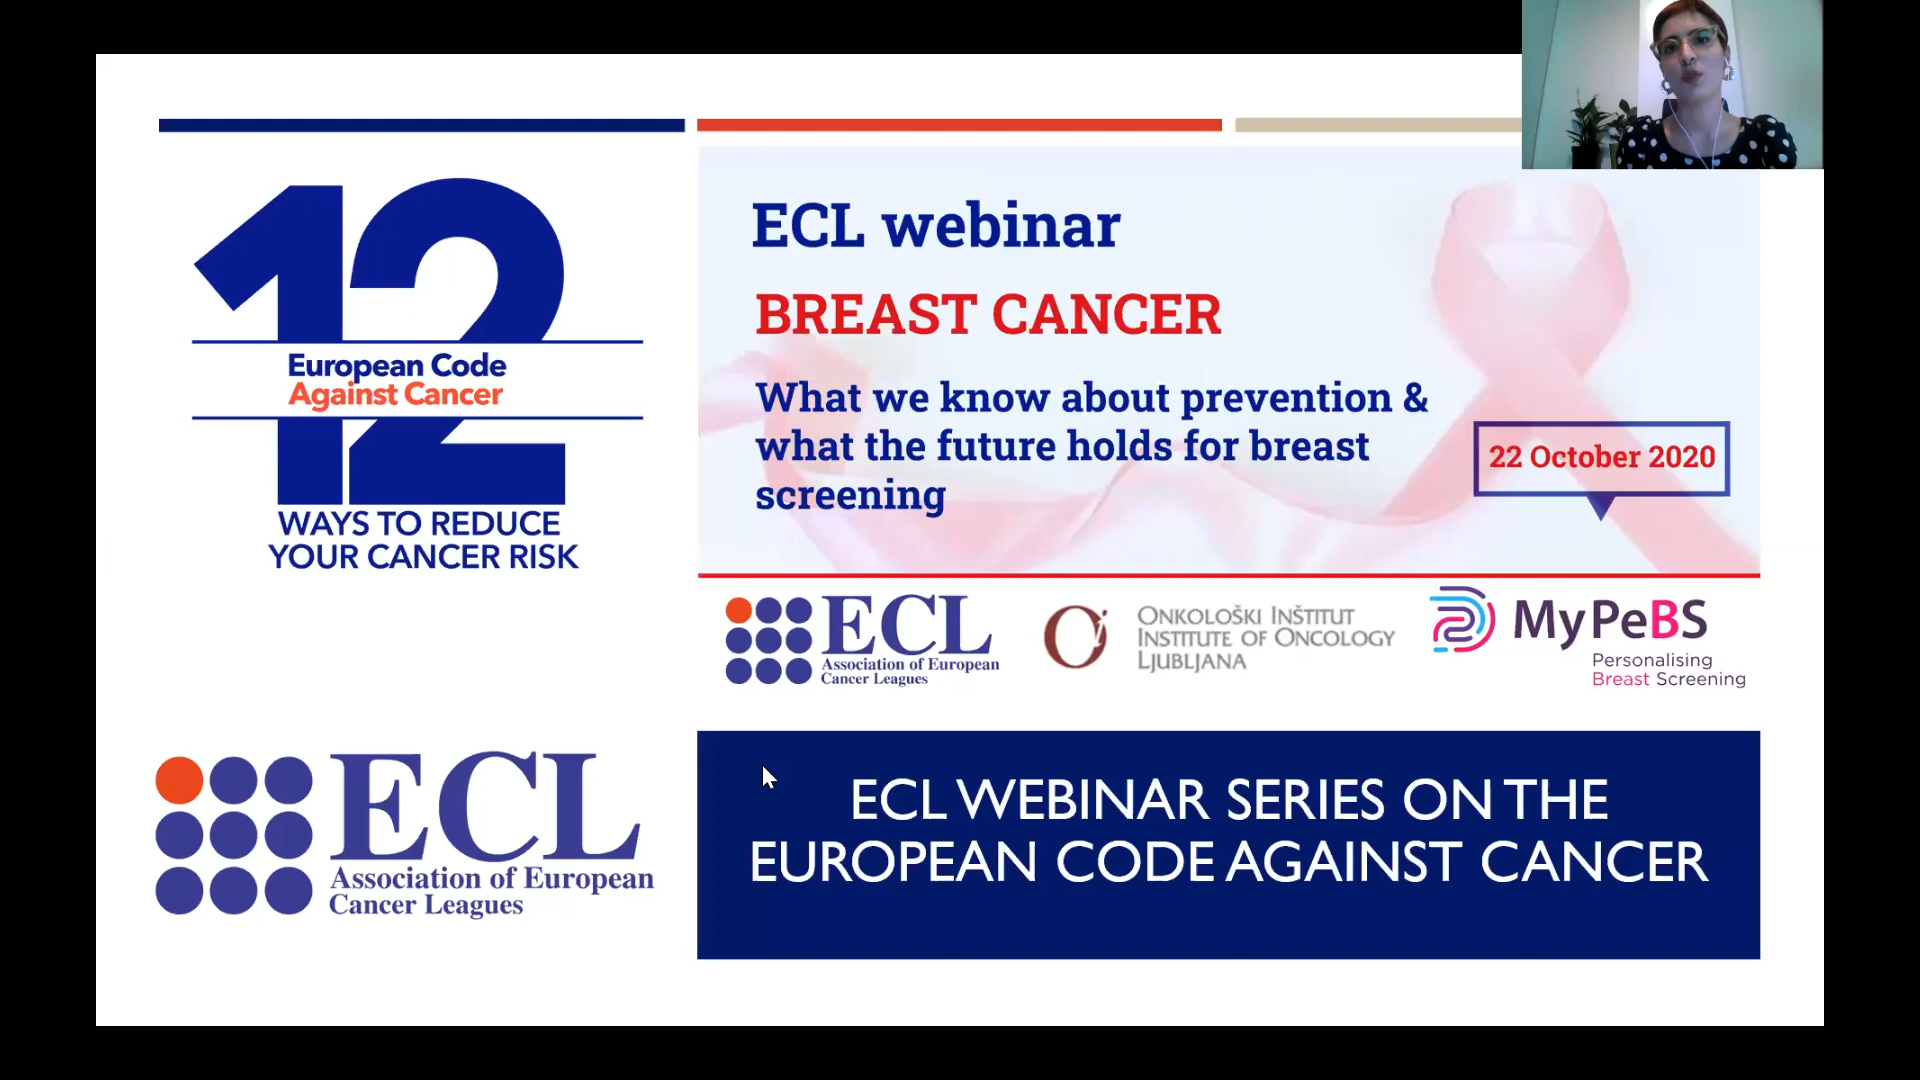 12
European Code
Against Cancer
WAYS TO REDUCE
YOUR CANCER RISK
ECL webinar
BREAST CANCER
What we know about prevention &
what the future holds for breast
screening
22 October 2020
ECL
Association of European
Cancer Leagues
Oi
ONKOLOŠKI INŠTITUT
INSTITUTE OF ONCOLOGY
LJUBLJANA
MyPeBS
Personalising
Breast Screening
ECL
Association of European
Cancer Leagues
ECL WEBINAR SERIES ON THE
EUROPEAN CODE AGAINST CANCER